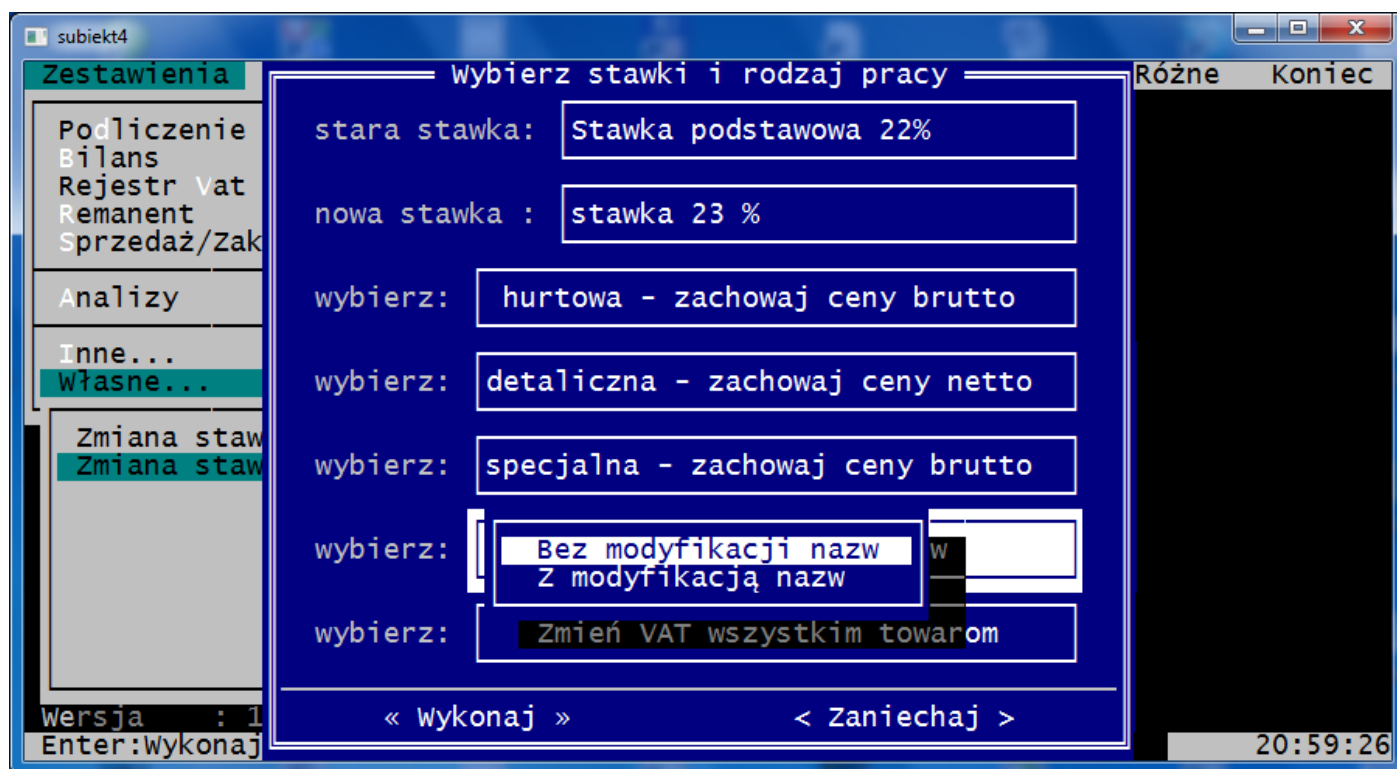 subiekt4
Zestawienia
Wybierz stawki i rodzaj pracy
Różne Koniec
Podliczenie
Bilans
Rejestr Vat
Remanent
Sprzedaż/Zak
Analizy
Inne...
Własne...
Zmiana staw
Zmiana staw
stara stawka: Stawka podstawowa 22%
nowa stawka : stawka 23 %
wybierz: hurtowa - zachowaj ceny brutto
wybierz: detaliczna - zachowaj ceny netto
wybierz: specjalna - zachowaj ceny brutto
wybierz: Bez modyfikacji nazw w
Z modyfikacją nazw
wybierz: Zmień VAT wszystkim towarom
« Wykonaj » < Zaniechaj >
Wersja : 1
Enter:Wykonaj
20:59:26